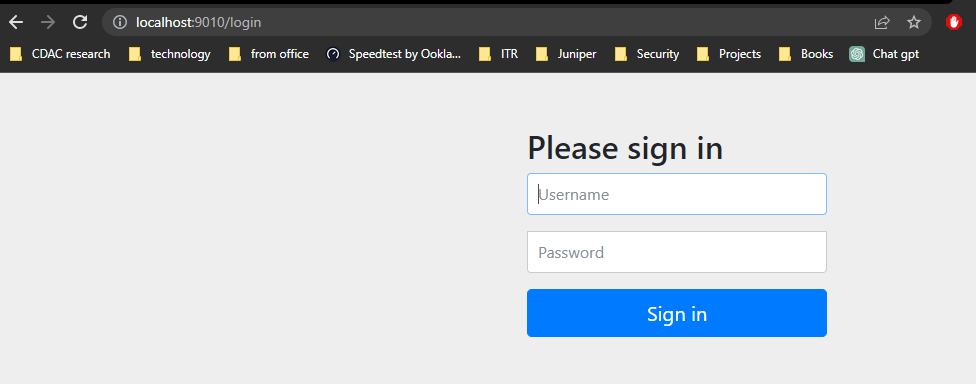 localhost:9010/login
CDAC research technology from office Speedtest by Ookla... ITR Juniper Security Projects Books Chat gpt
Please sign in
Username
Password
Sign in